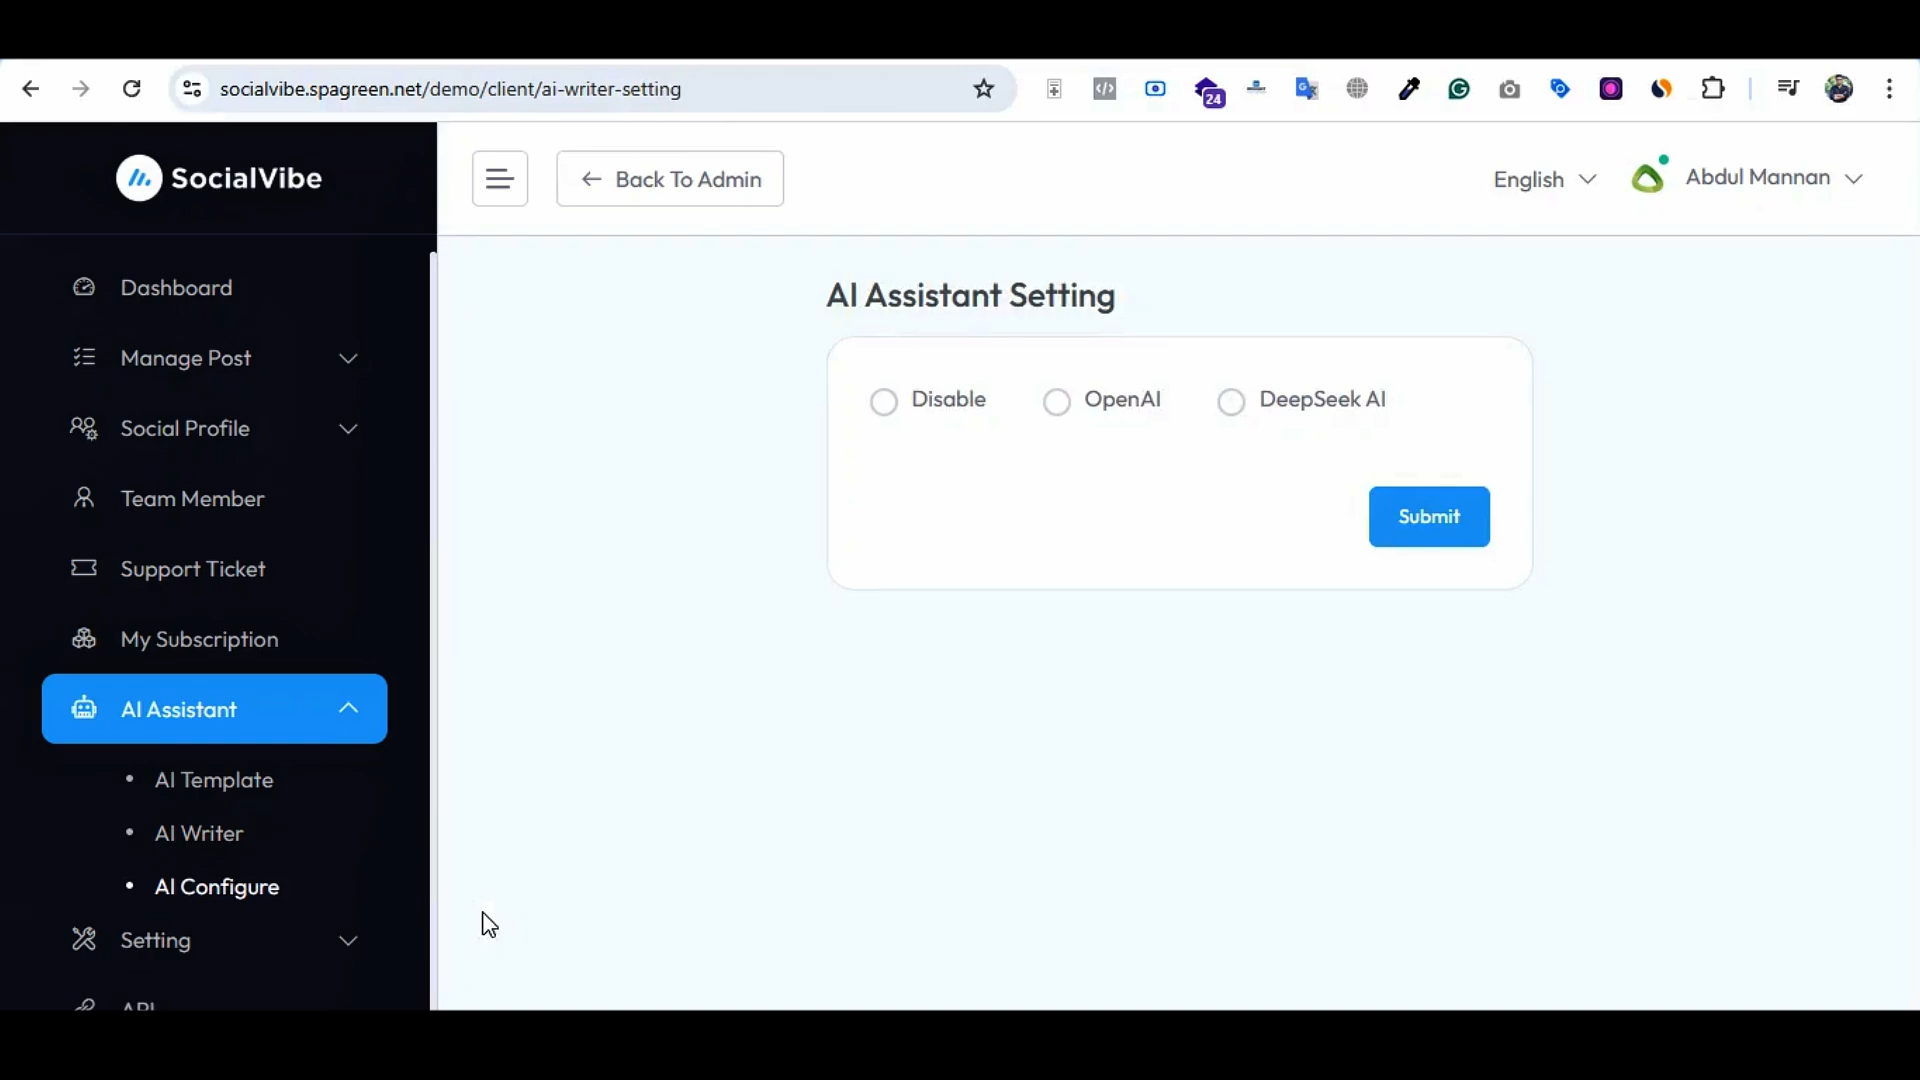 socialvibe.spagreen.net/demo/client/ai-writer-setting
24
SocialVibe
Back To Admin
English
Abdul Mannan
Dashboard
Manage Post
Social Profile
Team Member
Support Ticket
My Subscription
AI Assistant
AI Template
AI Writer
AI Configure
Setting
API
AI Assistant Setting
Disable
OpenAI
DeepSeek AI
Submit